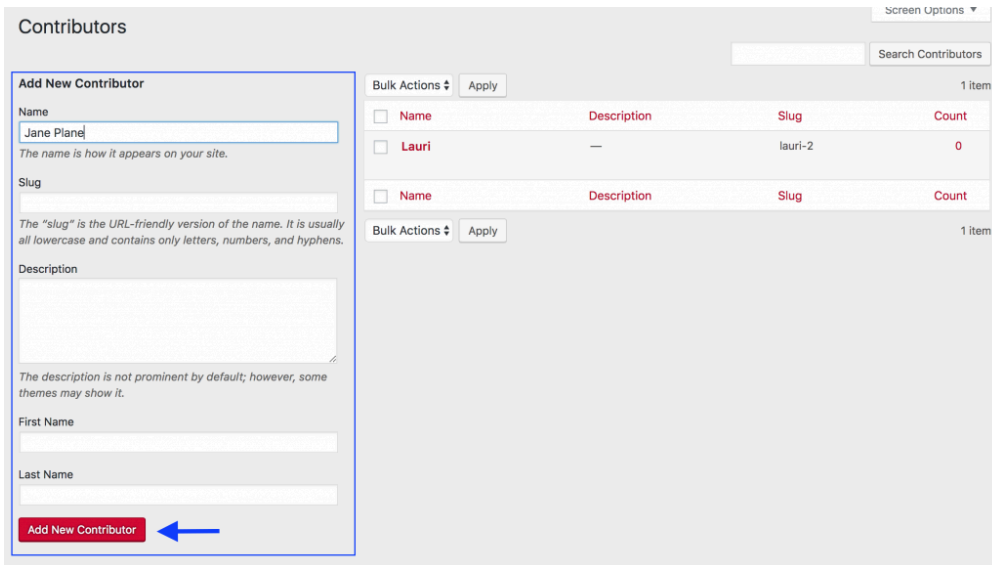 Screen Options ▼
Contributors
Search Contributors
Add New Contributor
Name
Jane Plane
The name is how it appears on your site.
Slug
The “slug” is the URL-friendly version of the name. It is usually
all lowercase and contains only letters, numbers, and hyphens.
Description
The description is not prominent by default; however, some
themes may show it.
First Name
Last Name
Add New Contributor
Bulk Actions Apply 1 item
Name Description Slug Count
Lauri — lauri-2 0
Name Description Slug Count
Bulk Actions Apply 1 item